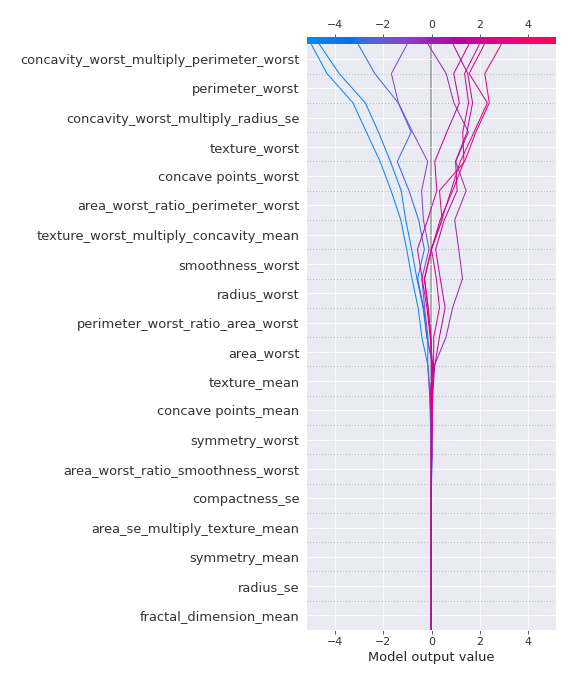 −4 −2 0 2 4
concavity_worst_multiply_perimeter_worst
perimeter_worst
concavity_worst_multiply_radius_se
texture_worst
concave points_worst
area_worst_ratio_perimeter_worst
texture_worst_multiply_concavity_mean
smoothness_worst
radius_worst
perimeter_worst_ratio_area_worst
area_worst
texture_mean
concave points_mean
symmetry_worst
area_worst_ratio_smoothness_worst
compactness_se
area_se_multiply_texture_mean
symmetry_mean
radius_se
fractal_dimension_mean
−4 −2 0 2 4
Model output value